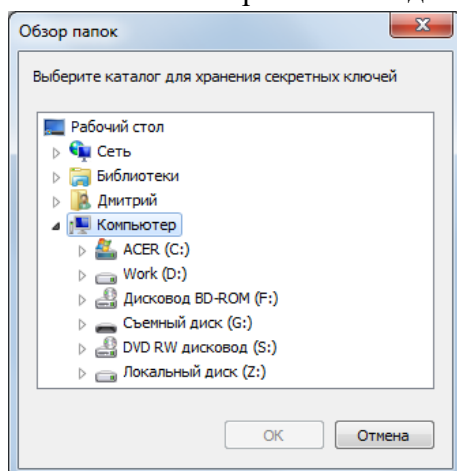 Обзор папок
Выберите каталог для хранения секретных ключей
Рабочий стол
Сеть
Библиотеки
Дмитрий
Компьютер
ACER (C:)
Work (D:)
Дисковод BD-ROM (F:)
Съемный диск (G:)
DVD RW дисковод (S:)
Локальный диск (Z:)
OK
Отмена